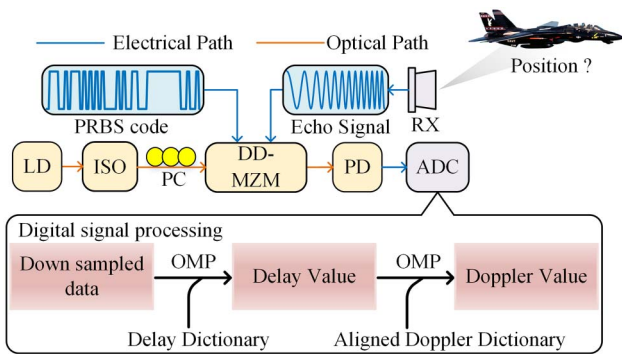 Electrical Path
Optical Path
Position ?
PRBS code
Echo Signal
RX
LD
ISO
PC
DD-
MZM
PD
ADC
Digital signal processing
Down sampled
data
OMP
Delay Value
OMP
Doppler Value
Delay Dictionary
Aligned Doppler Dictionary